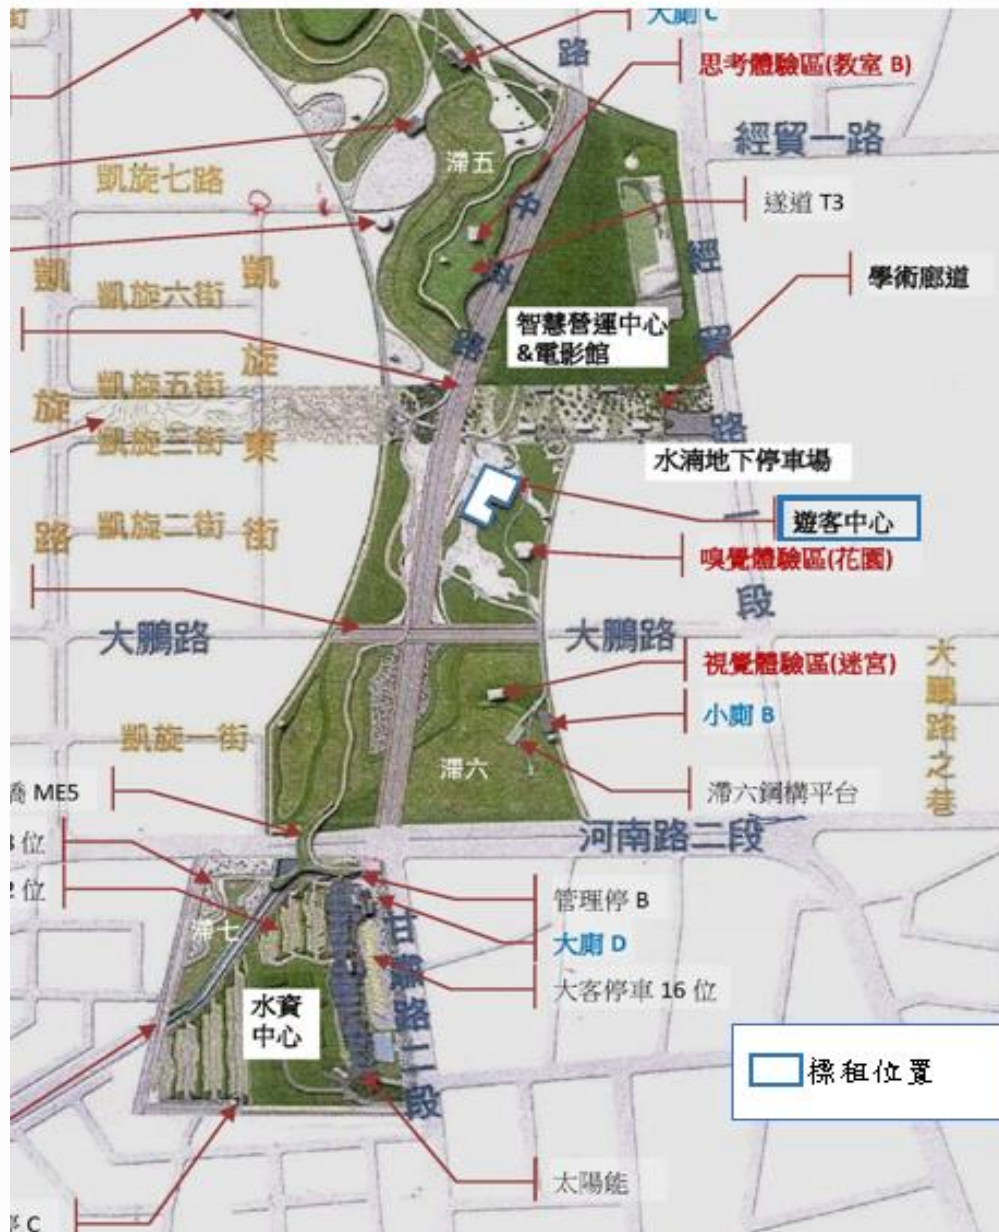 大廁 C
路
思考體驗區(教室 B)
經貿一路
滯五
凱旋七路
遂道 T3
中科路
經貿路一段
學術廊道
凱旋路
凱旋東街
凱旋六街
智慧營運中心
&電影館
凱旋五街
凱旋三街
水湳地下停車場
遊客中心
凱旋二街
嗅覺體驗區(花園)
大鵬路
大鵬路
視覺體驗區(迷宮)
大鵬路之巷
小廁 B
凱旋一街
滯六
滯六鋼構平台
橋 ME5
河南路二段
位
2 位
管理停 B
滯七
甘肅路二段
大廁 D
大客停車 16 位
水資
中心
標租位置
太陽能
C